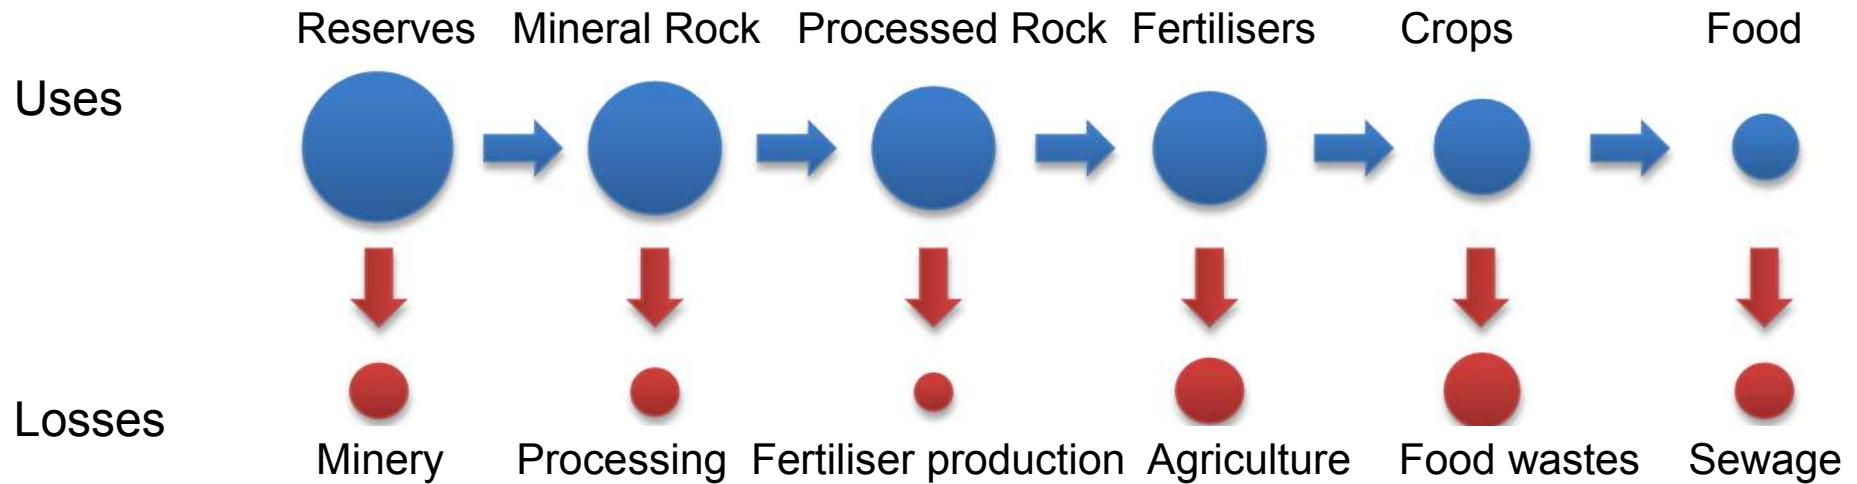 Reserves Mineral Rock Processed Rock Fertilisers Crops Food
Uses
Losses
Minery Processing Fertiliser production Agriculture Food wastes Sewage